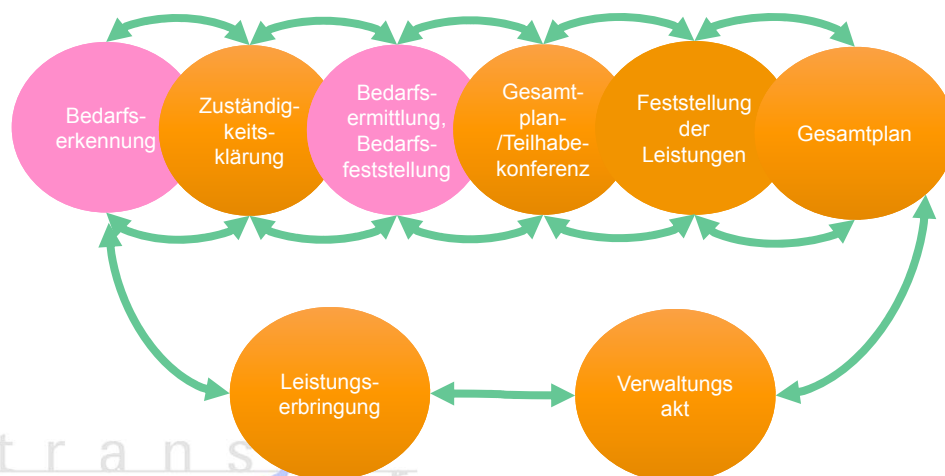 Bedarfs-
erkennung
Zuständig-
keits-
klärung
Bedarfs-
ermittlung,
Bedarfs-
feststellung
Gesamt-
plan-
/Teilhabe-
konferenz
Feststellung
der
Leistungen
Gesamtplan
Leistungs-
erbringung
Verwaltungs
akt
trans